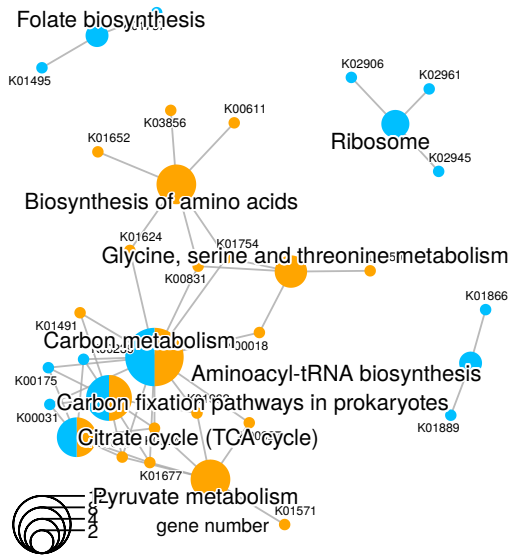 Folate biosynthesis
K01495
K02906
K02961
Ribosome
K02945
K00611
K03856
K01652
Biosynthesis of amino acids
K01624
K01754
Glycine, serine and threonine metabolism
K00831
K01866
K01491
Carbon metabolism
K00018
Aminoacyl-tRNA biosynthesis
K00175
Carbon fixation pathways in prokaryotes
K00031
K01889
Citrate cycle (TCA cycle)
K01677
Pyruvate metabolism
8
4
2
gene number
K01571